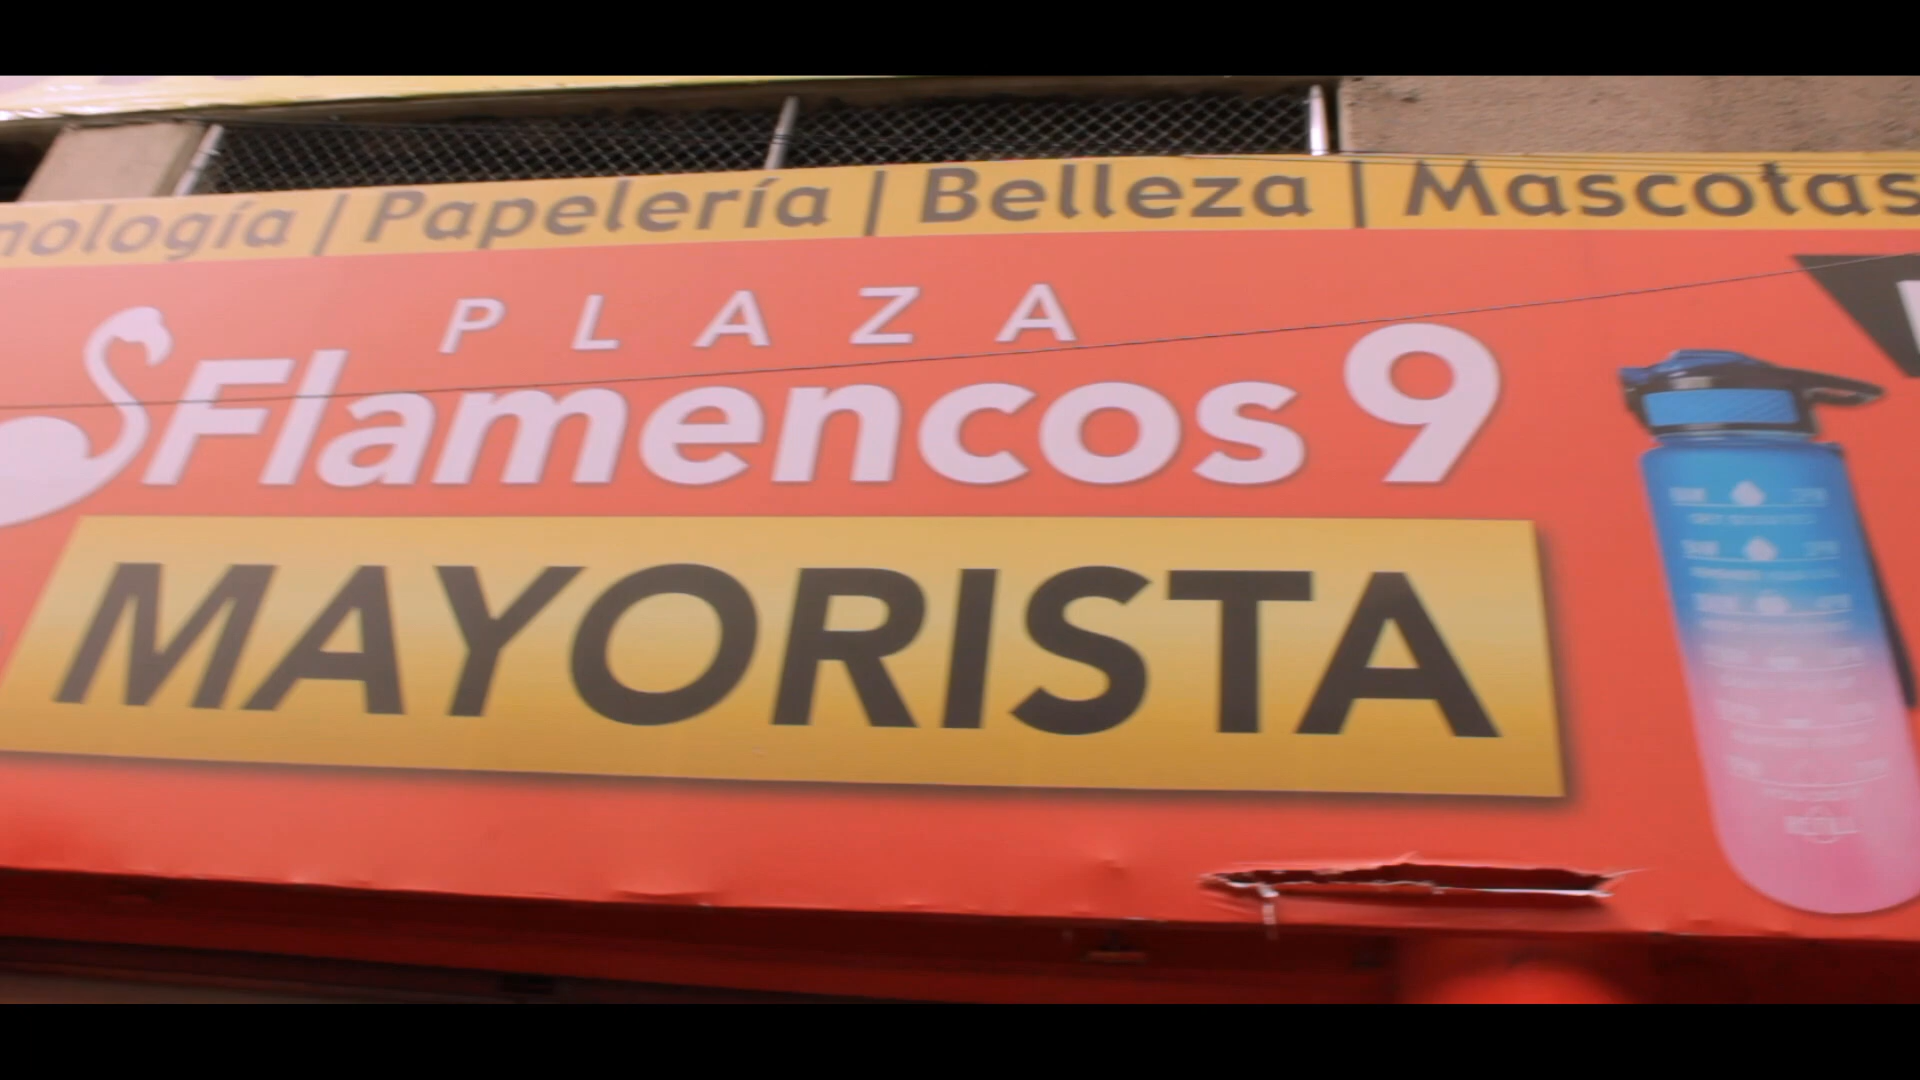 nología | Papelería | Belleza | Mascotas
PLAZA
Flamencos 9
MAYORISTA